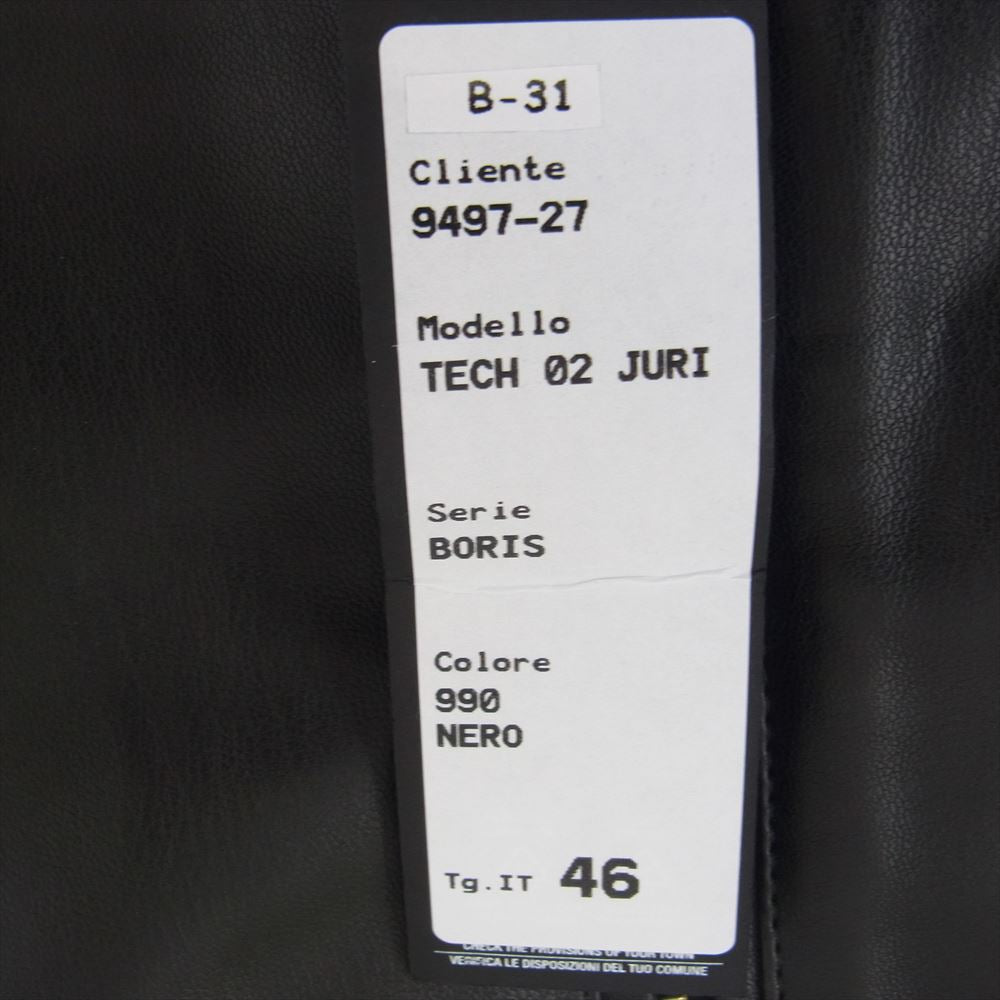 B-31
Cliente
9497-27
Modello
TECH 02 JURI
Serie
BORIS
Colore
990
NERO
Tg.IT 46
CHECK THE PROVISIONS OF YOUR TOWN
VERIFICA LE DISPOSIZIONI DEL TUO COMUNE